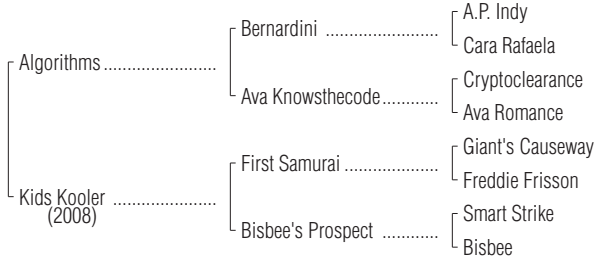 A.P. Indy
Bernardini ........................
Cara Rafaela
Algorithms ........................
Cryptoclearance
Ava Knowsthecode ............
Ava Romance
Giant's Causeway
First Samurai ....................
Freddie Frisson
Kids Kooler ......................
(2008)
Smart Strike
Bisbee's Prospect ............
Bisbee